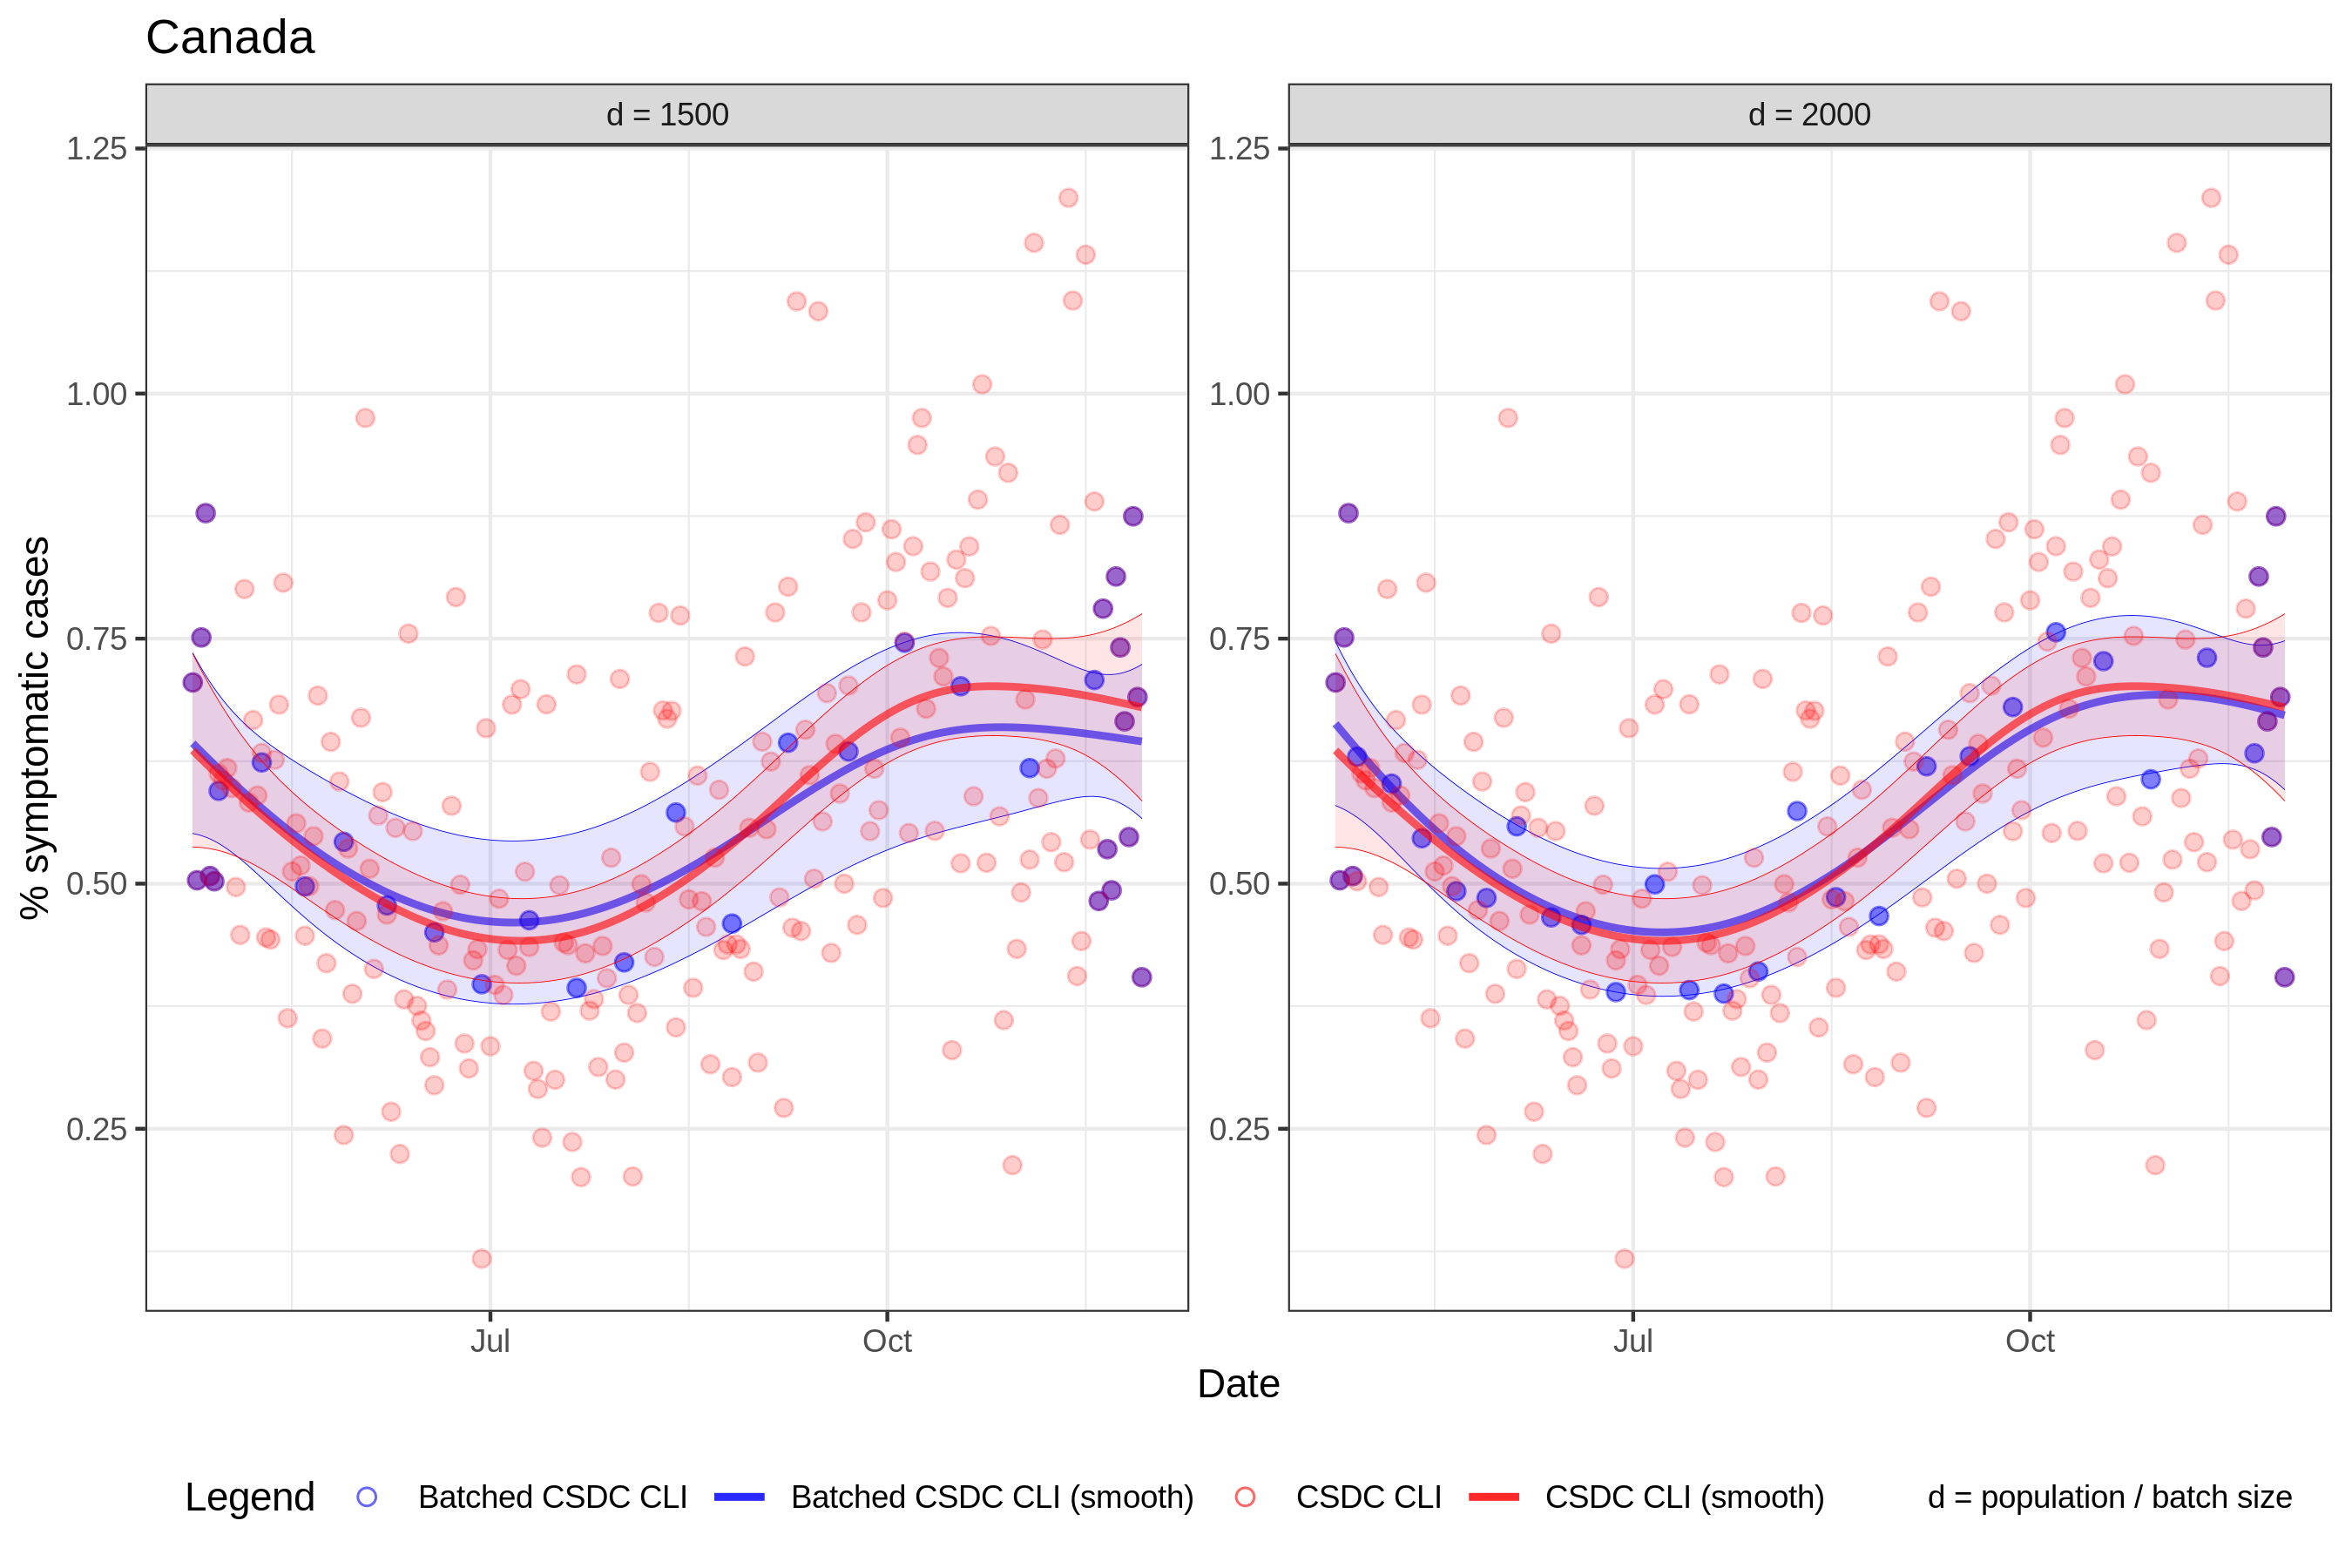 Canada
d = 1500
d = 2000
1.25
1.00
0.75
0.50
0.25
1.25
1.00
0.75
0.50
0.25
% symptomatic cases
Jul
Oct
Jul
Oct
Date
Legend
Batched CSDC CLI
Batched CSDC CLI (smooth)
CSDC CLI
CSDC CLI (smooth)
d = population / batch size